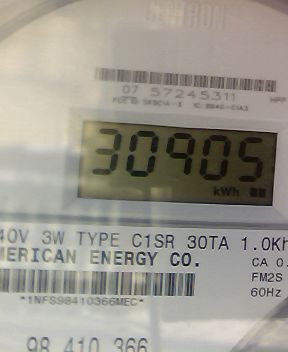 ITRON
07 57245311
30905
kWh
40V 3W TYPE C1SR 30TA 1.0Kh
MERICAN ENERGY CO.
CA 0.
FM2S
60Hz
*1NFS98410366MEC*
98 410 366